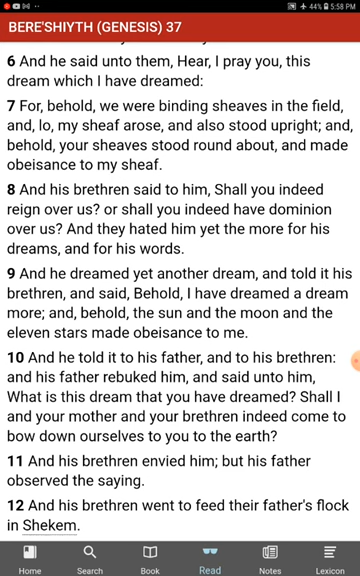 44% 5:58 PM
BERE'SHIYTH (GENESIS) 37
6 And he said unto them, Hear, I pray you, this
dream which I have dreamed:
7 For, behold, we were binding sheaves in the field,
and, lo, my sheaf arose, and also stood upright; and,
behold, your sheaves stood round about, and made
obeisance to my sheaf.
8 And his brethren said to him, Shall you indeed
reign over us? or shall you indeed have dominion
over us? And they hated him yet the more for his
dreams, and for his words.
9 And he dreamed yet another dream, and told it his
brethren, and said, Behold, I have dreamed a dream
more; and, behold, the sun and the moon and the
eleven stars made obeisance to me.
10 And he told it to his father, and to his brethren:
and his father rebuked him, and said unto him,
What is this dream that you have dreamed? Shall I
and your mother and your brethren indeed come to
bow down ourselves to you to the earth?
11 And his brethren envied him; but his father
observed the saying.
12 And his brethren went to feed their father's flock
in Shekem.
Home Search Book Read Notes Lexicon